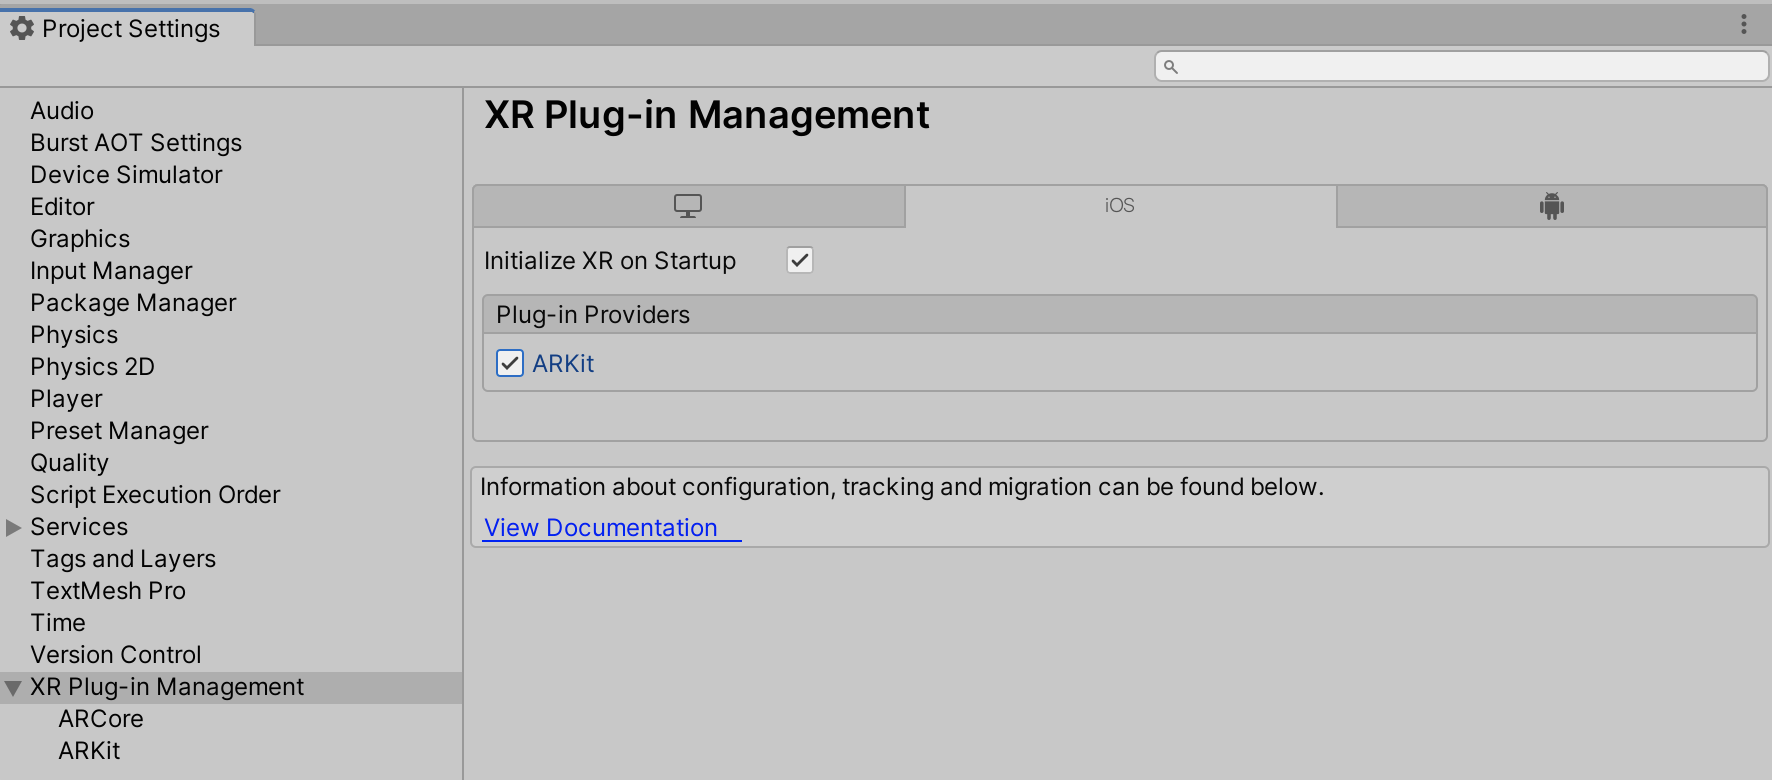 Project Settings
Audio
Burst AOT Settings
Device Simulator
Editor
Graphics
Input Manager
Package Manager
Physics
Physics 2D
Player
Preset Manager
Quality
Script Execution Order
Services
Tags and Layers
TextMesh Pro
Time
Version Control
XR Plug-in Management
ARCore
ARKit
XR Plug-in Management
iOS
Initialize XR on Startup
Plug-in Providers
ARKit
Information about configuration, tracking and migration can be found below.
View Documentation